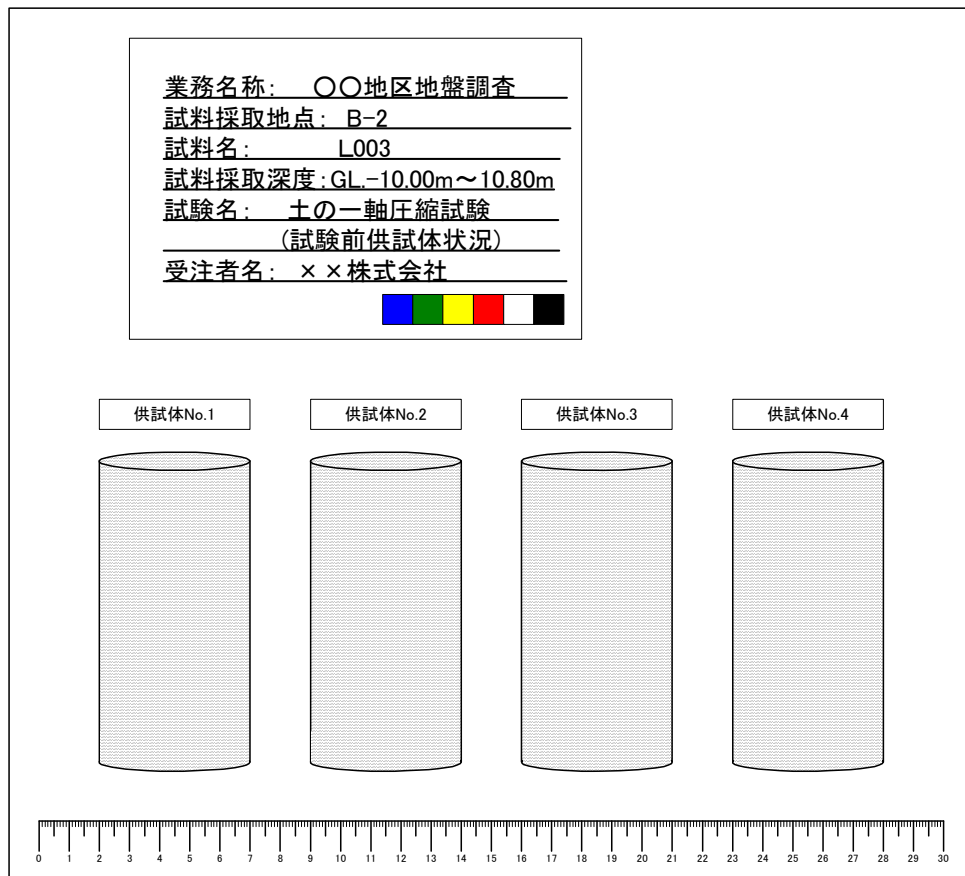 業務名称： 〇〇地区地盤調査
試料採取地点： B-2
試料名： L003
試料採取深度：GL.-10.00m～10.80m
試験名： 土の一軸圧縮試験
(試験前供試体状況)
受注者名： ××株式会社
供試体No.1 供試体No.2 供試体No.3 供試体No.4
0 1 2 3 4 5 6 7 8 9 10 11 12 13 14 15 16 17 18 19 20 21 22 23 24 25 26 27 28 29 30